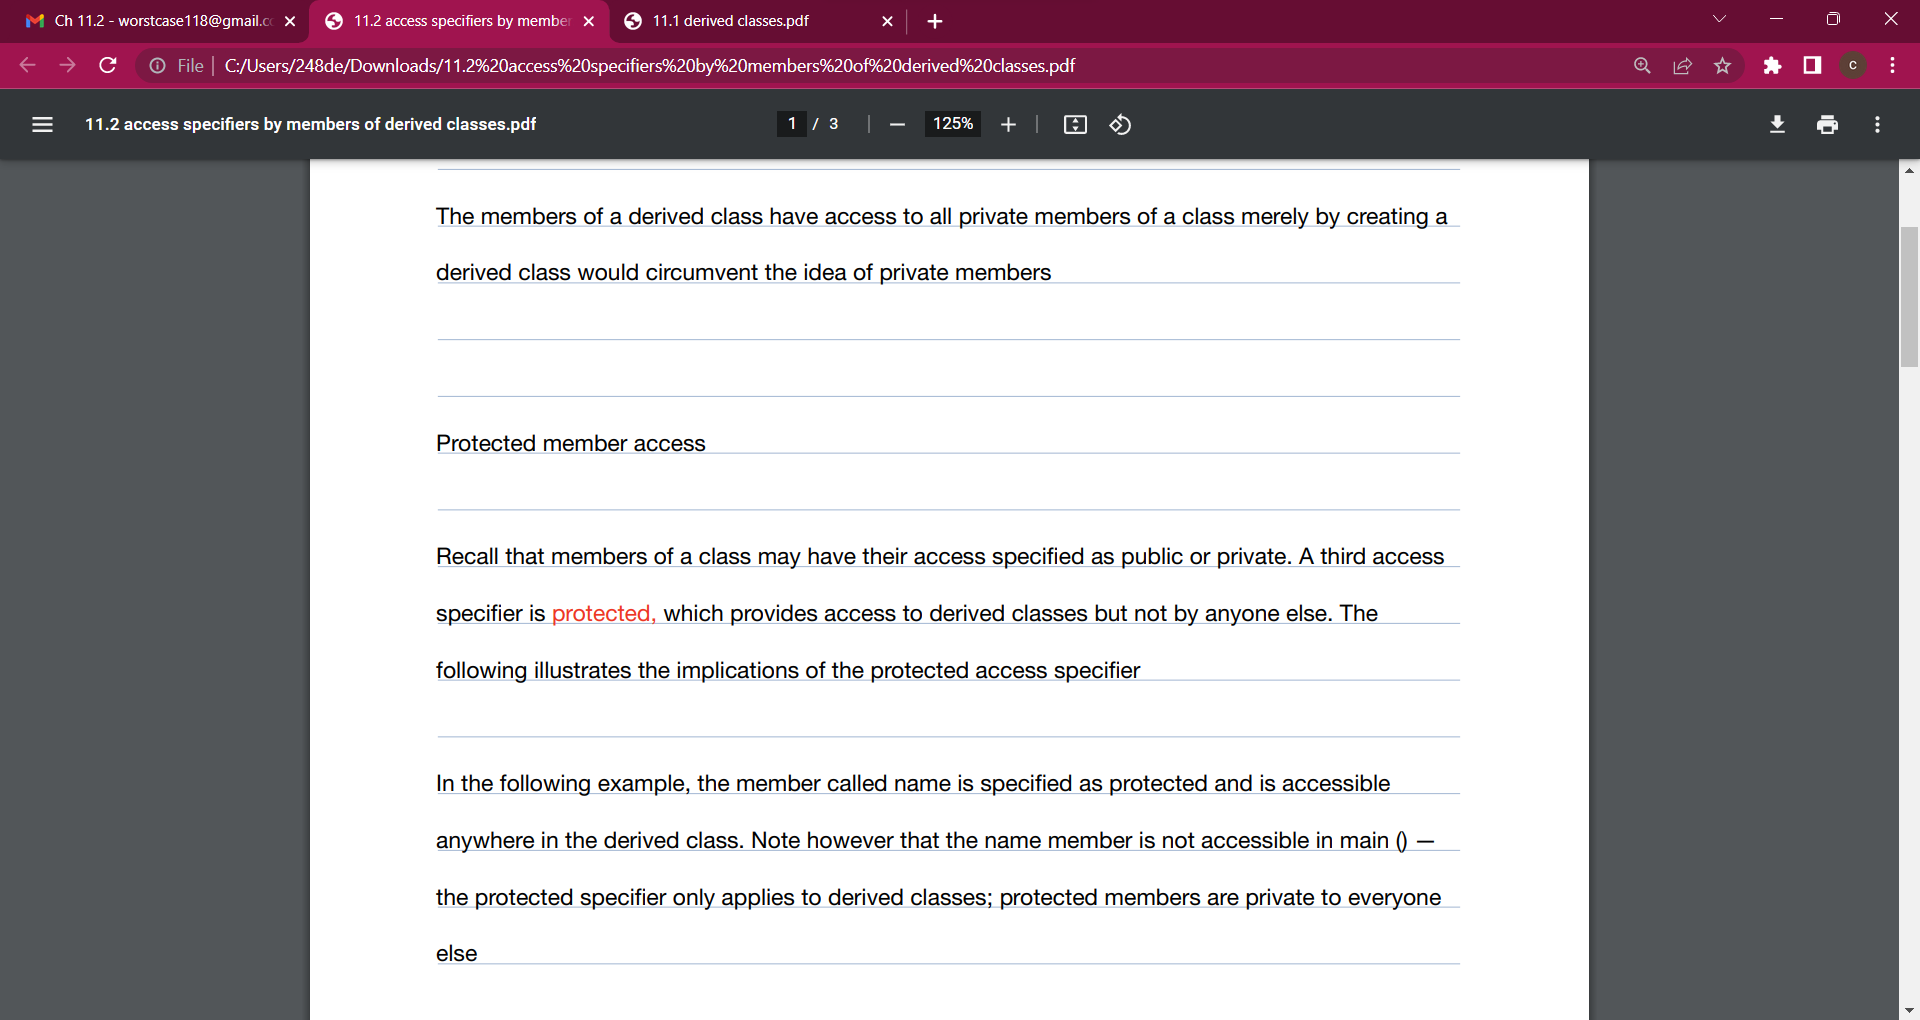 Ch 11.2 - worstcase118@gmail.c
11.2 access specifiers by membe
11.1 derived classes.pdf
File
C:/Users/248de/Downloads/11.2%20access%20specifiers%20by%20members%20of%20derived%20classes.pdf
c
11.2 access specifiers by members of derived classes.pdf
1 / 3
125%
The members of a derived class have access to all private members of a class merely by creating a
derived class would circumvent the idea of private members
Protected member access
Recall that members of a class may have their access specified as public or private. A third access
specifier is protected, which provides access to derived classes but not by anyone else. The
following illustrates the implications of the protected access specifier
In the following example, the member called name is specified as protected and is accessible
anywhere in the derived class. Note however that the name member is not accessible in main () —
the protected specifier only applies to derived classes; protected members are private to everyone
else